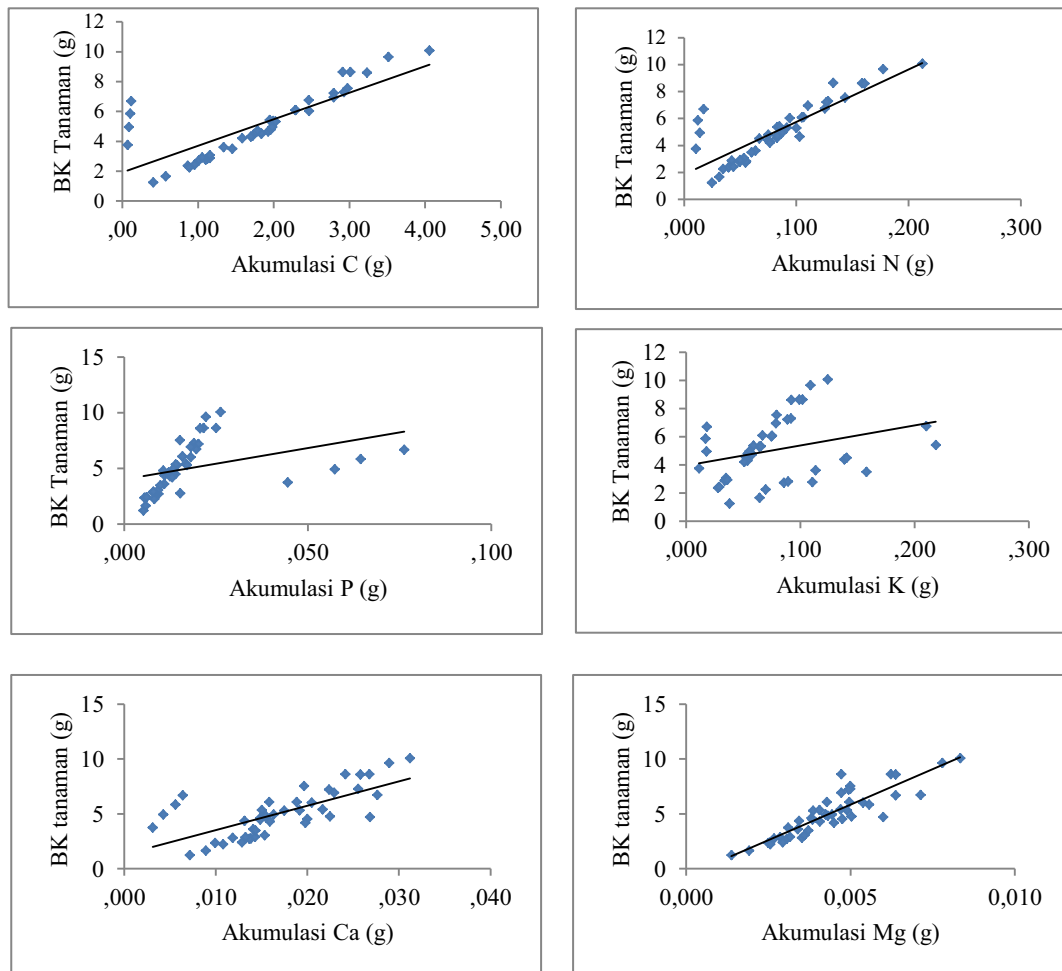 BK Tanaman (g)
12
10
8
6
4
2
0
,00 1,00 2,00 3,00 4,00 5,00
Akumulasi C (g)
BK Tanaman (g)
12
10
8
6
4
2
0
,000 ,100 ,200 ,300
Akumulasi N (g)
BK Tanaman (g)
15
10
5
0
,000 ,050 ,100
Akumulasi P (g)
BK Tanaman (g)
12
10
8
6
4
2
0
,000 ,100 ,200 ,300
Akumulasi K (g)
BK tanaman (g)
15
10
5
0
,000 ,010 ,020 ,030 ,040
Akumulasi Ca (g)
BK tanaman (g)
15
10
5
0
0,000 0,005 0,010
Akumulasi Mg (g)